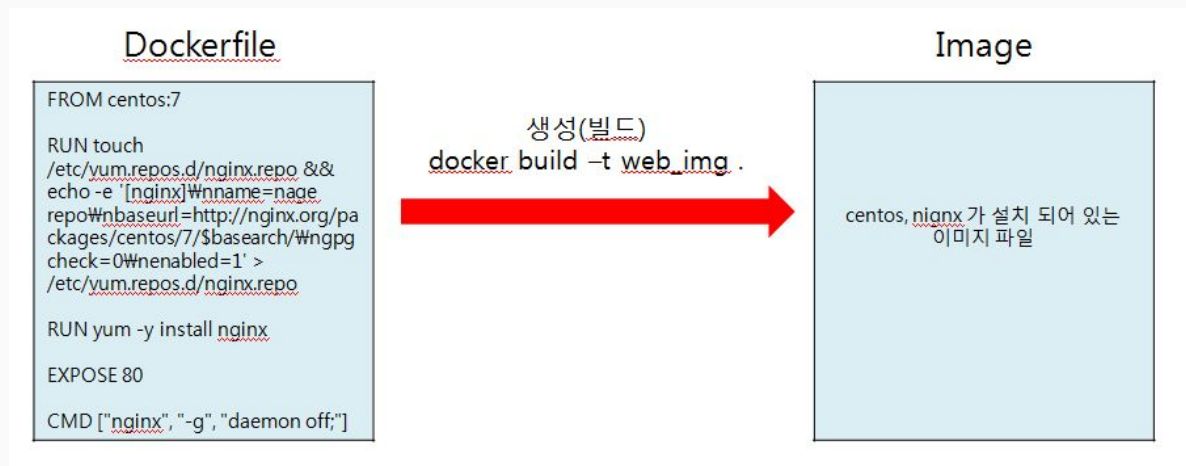 Dockerfile
Image
FROM centos:7
RUN touch
/etc/yum.repos.d/nginx.repo &&
echo -e '[nginx]₩nname=nage
repo₩nbaseurl=http://nginx.org/pa
ckages/centos/7/$basearch/₩ngpg
check=0₩nenabled=1' >
/etc/yum.repos.d/nginx.repo
RUN yum -y install nginx
EXPOSE 80
CMD ["nginx", "-g", "daemon off;"]
생성(빌드)
docker build –t web_img .
centos, niqnx 가 설치 되어 있는
이미지 파일